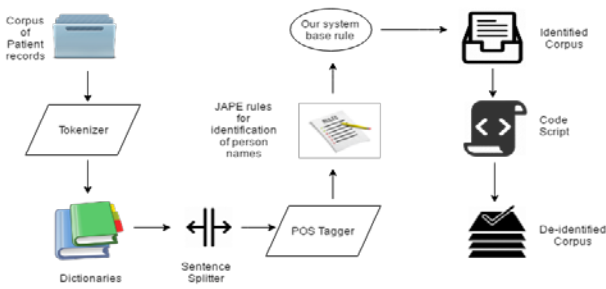 Corpus
of
Patient
records
Tokenizer
Dictionaries
Sentence
Splitter
POS Tagger
JAPE rules
for
identification
of person
names
RULES
Our system
base rule
Identified
Corpus
Code
Script
De-identified
Corpus